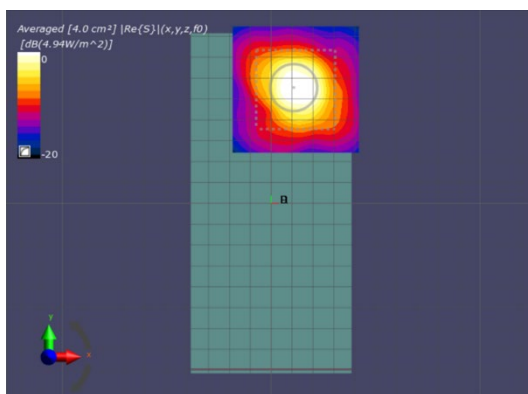 Averaged [4.0 cm²] |Re{S}|(x,y,z,f0)
[dB(4.94W/m^2)]
0
-20
y
x